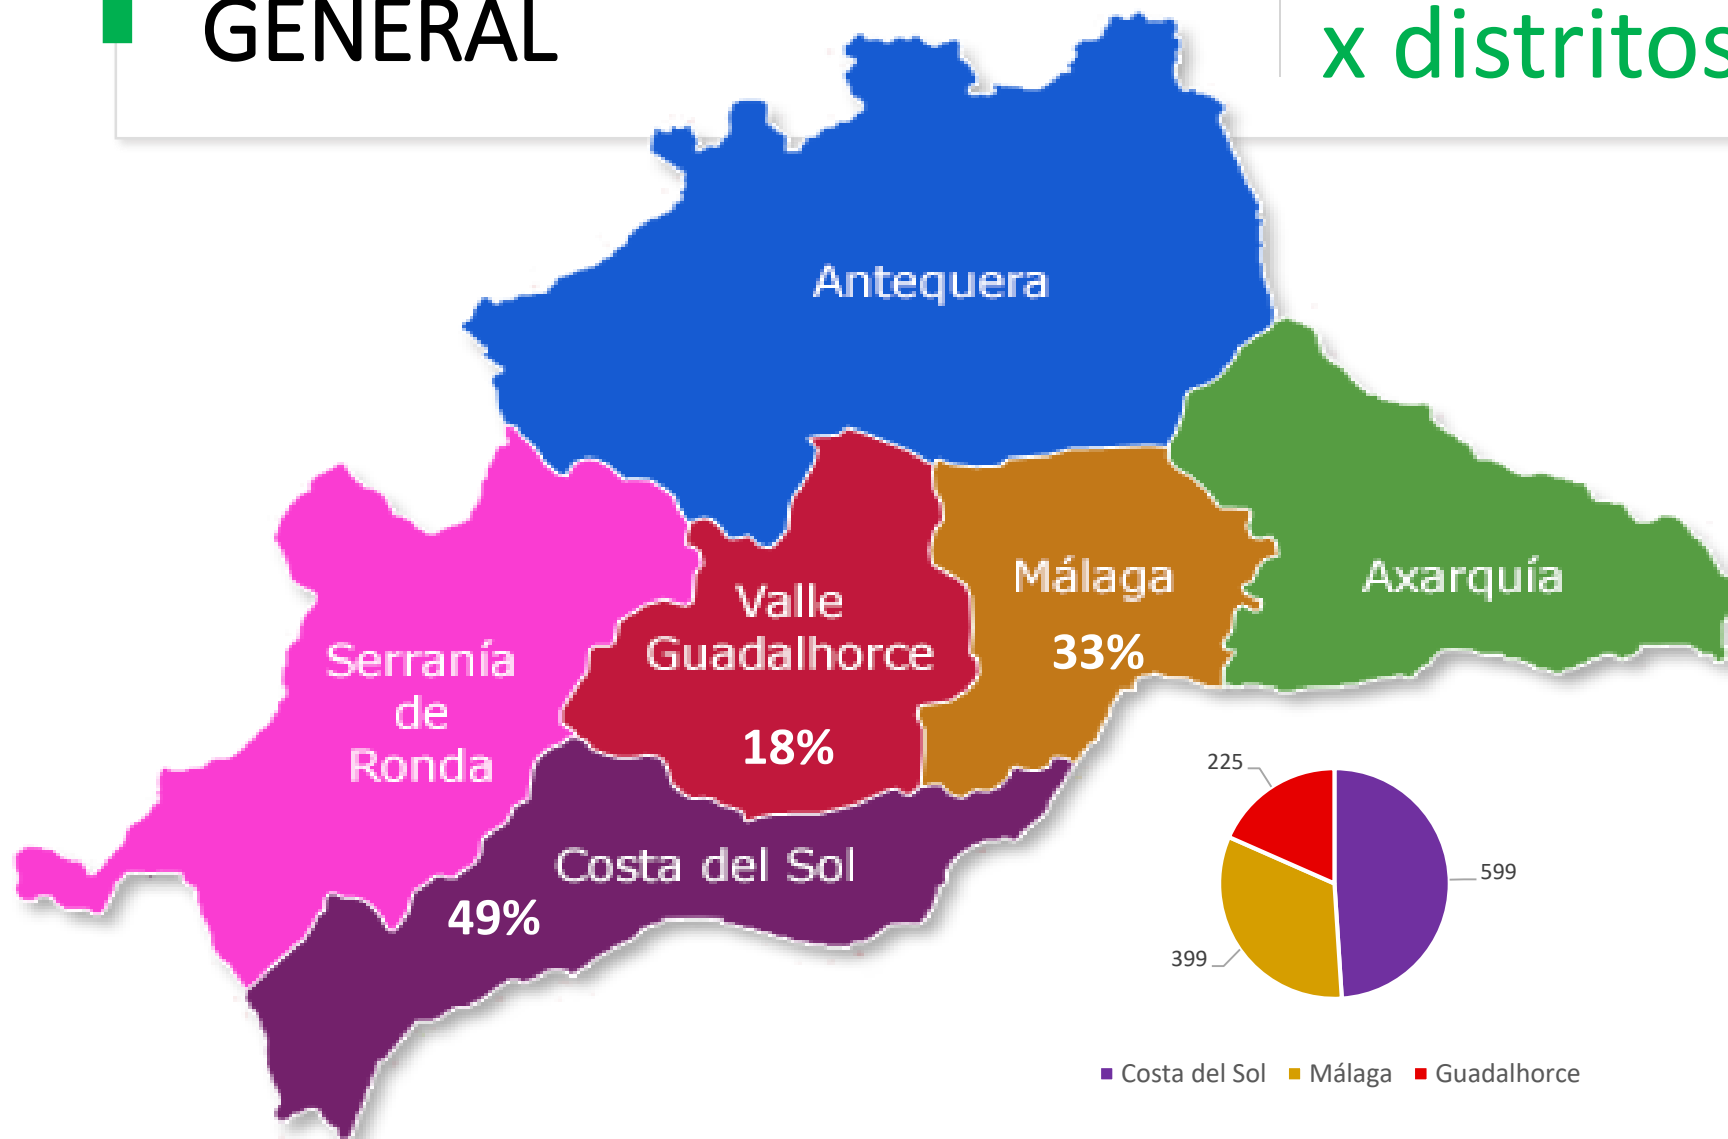 GENERAL
x distritos
Antequera
Málaga
33%
Axarquía
Valle
Guadalhorce
18%
Serranía
de
Ronda
Costa del Sol
49%
225
599
399
Costa del Sol
Málaga
Guadalhorce